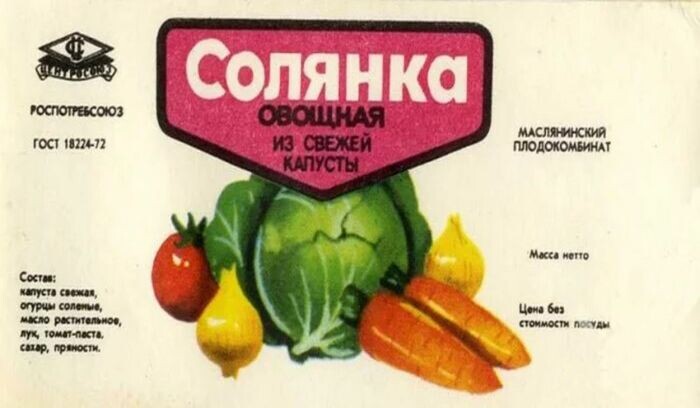 ЦЕНТРОСОЮЗ
РОСПОТРЕБСОЮЗ
ГОСТ 18224-72
СОЛЯНКА
ОВОЩНАЯ
ИЗ СВЕЖЕЙ
КАПУСТЫ
МАСЛЯНИНСКИЙ
ПЛОДОКОМБИНАТ
Состав:
капуста свежая,
огурцы соленые,
масло растительное,
лук, томат-паста,
сахар, пряности.
Масса нетто
Цена без
стоимости посуды